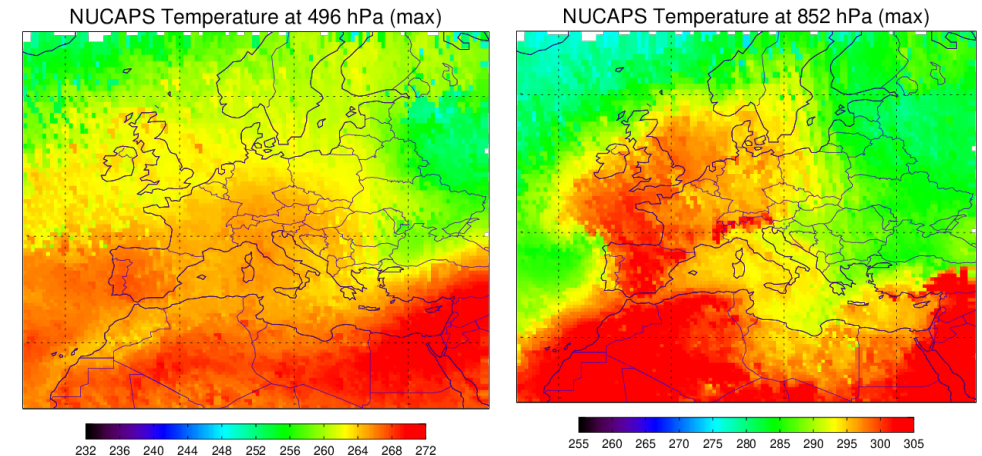 NUCAPS Temperature at 496 hPa (max)
NUCAPS Temperature at 852 hPa (max)
232 236 240 244 248 252 256 260 264 268 272
255 260 265 270 275 280 285 290 295 300 305